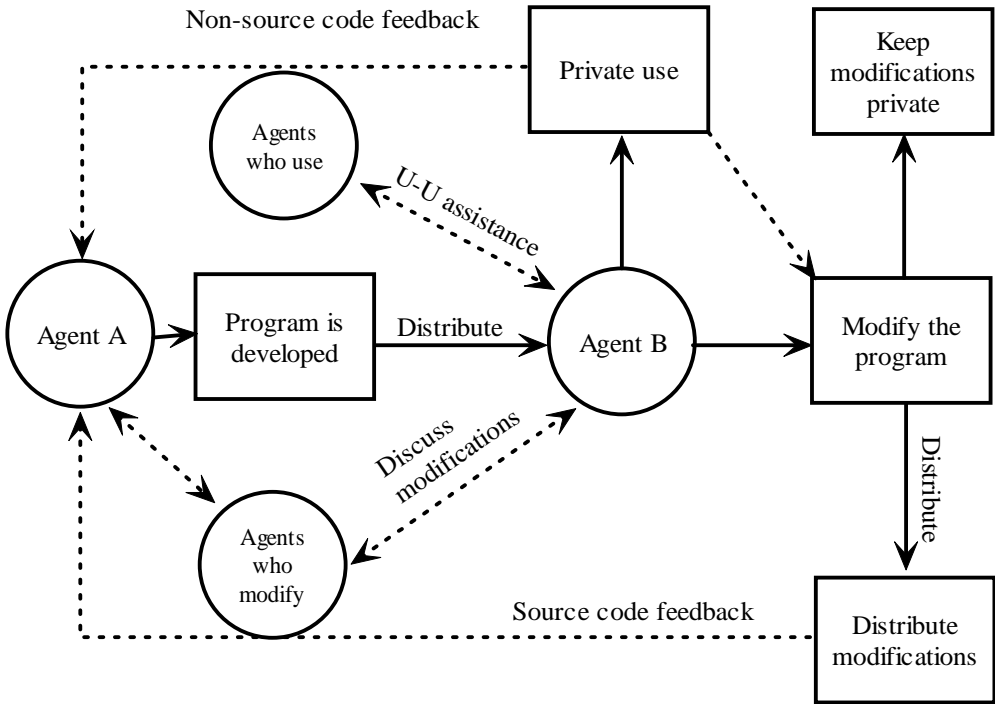 Non-source code feedback
Private use
Keep
modifications
private
Agents
who use
U-U assistance
Agent A
Program is
developed
Distribute
Agent B
Modify the
program
Discuss
modifications
Distribute
Agents
who
modify
Source code feedback
Distribute
modifications